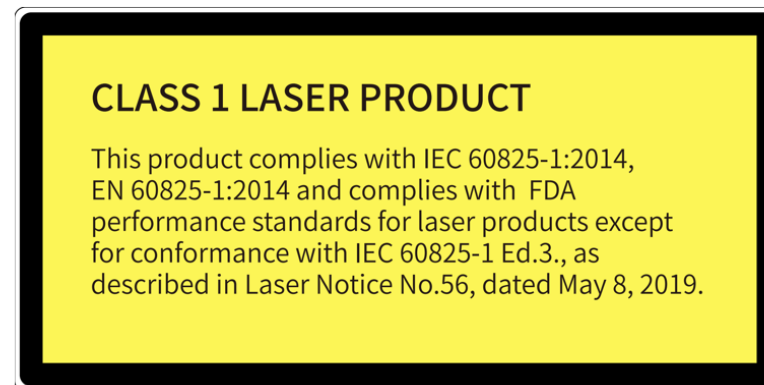 CLASS 1 LASER PRODUCT
This product complies with IEC 60825-1:2014,
EN 60825-1:2014 and complies with  FDA
performance standards for laser products except
for conformance with IEC 60825-1 Ed.3., as
described in Laser Notice No.56, dated May 8, 2019.